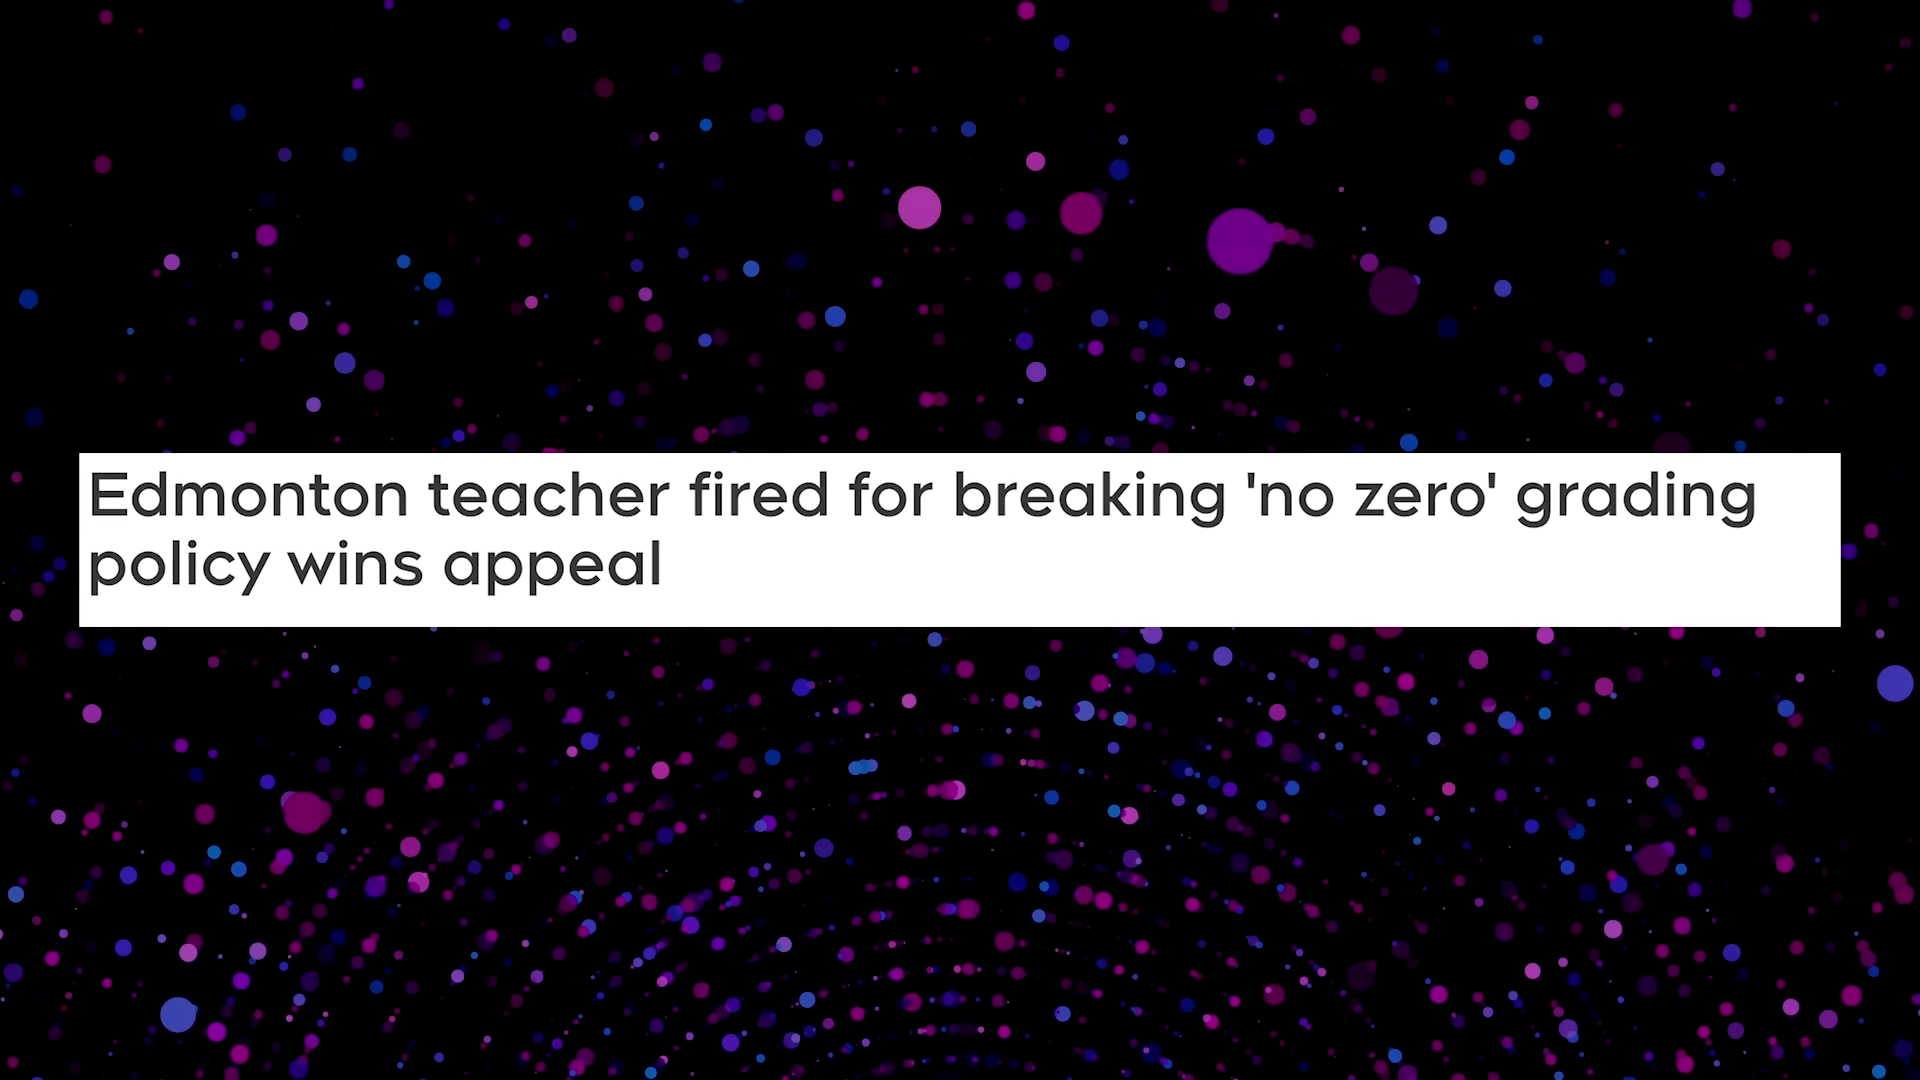 Edmonton teacher fired for breaking 'no zero' grading
policy wins appeal